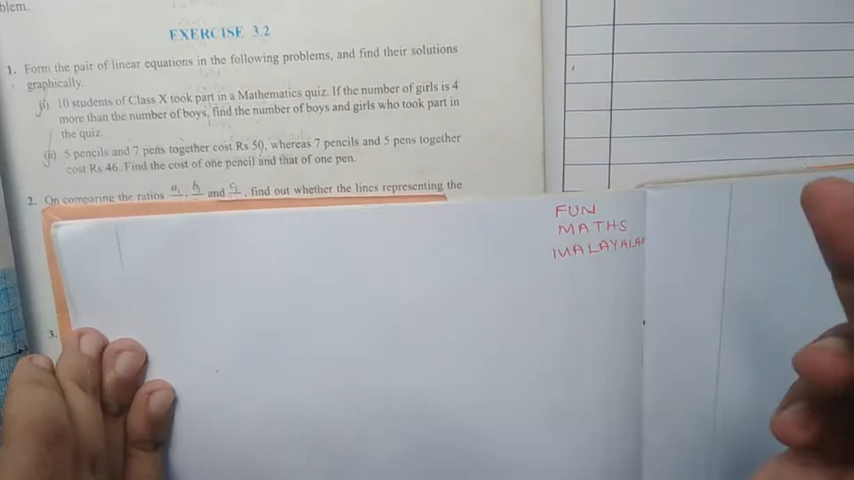 blem.
EXERCISE 3.2
1. Form the pair of linear equations in the following problems, and find their solutions
graphically.
(i) 10 students of Class X took part in a Mathematics quiz. If the number of girls is 4
more than the number of boys, find the number of boys and girls who took part in
the quiz.
(ii) 5 pencils and 7 pens together cost Rs 50, whereas 7 pencils and 5 pens together
cost Rs 46. Find the cost of one pencil and that of one pen.
2. On comparing the ratios a₁, b₁ and c₁, find out whether the lines representing the
FUN
MATHS
MALAYALAM
3.